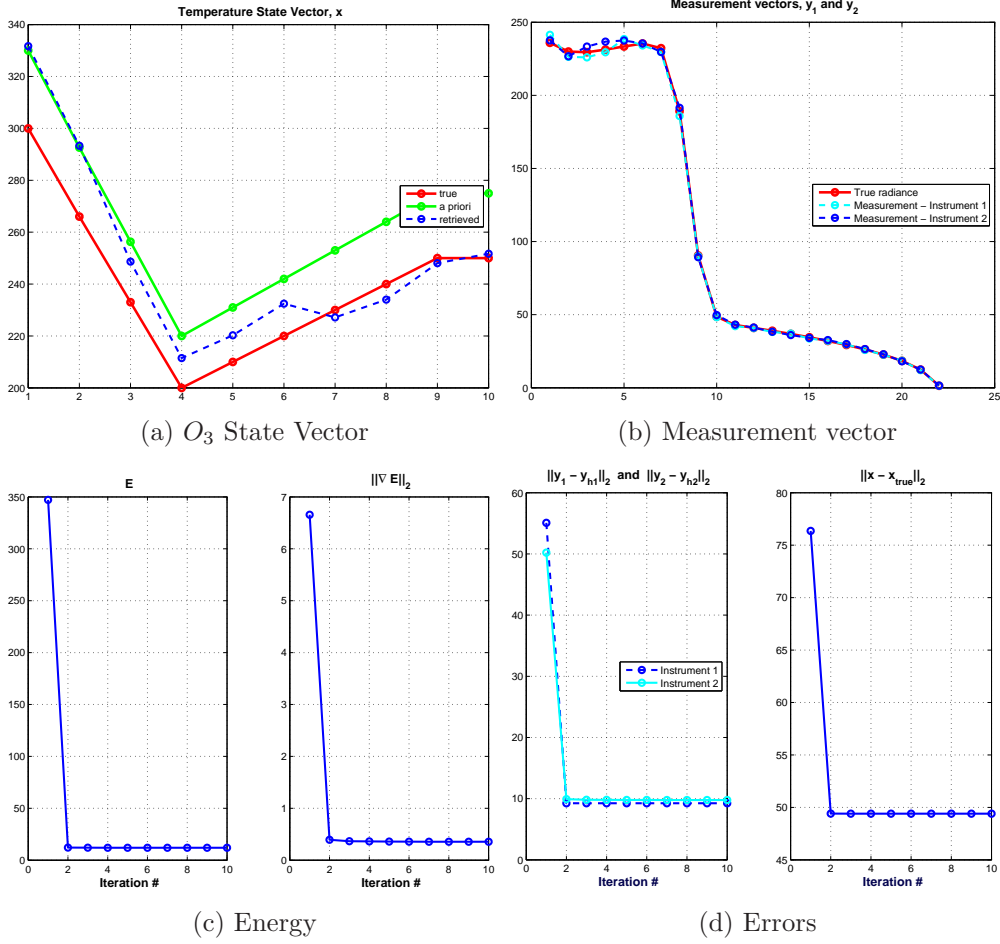 Temperature State Vector, x
340
320
300
280
260
240
220
200
1 2 3 4 5 6 7 8 9 10
true
a priori
retrieved
(a) O₃ State Vector
Measurement vectors, y₁ and y₂
250
200
150
100
50
0
0 5 10 15 20 25
True radiance
Measurement – Instrument 1
Measurement – Instrument 2
(b) Measurement vector
E
350
300
250
200
150
100
50
0
0 2 4 6 8 10
Iteration #
||∇ E||₂
7
6
5
4
3
2
1
0
0 2 4 6 8 10
Iteration #
(c) Energy
||y₁ – y_h1||₂ and ||y₂ – y_h2||₂
60
50
40
30
20
10
0
0 2 4 6 8 10
Instrument 1
Instrument 2
Iteration #
||x – x_true||₂
80
75
70
65
60
55
50
45
0 2 4 6 8 10
Iteration #
(d) Errors